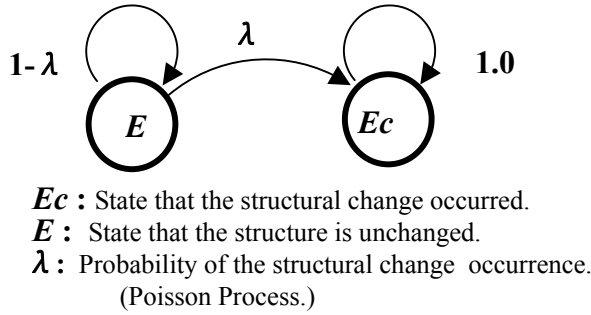 λ
1- λ
1.0
E
Ec
Ec : State that the structural change occurred.
E : State that the structure is unchanged.
λ : Probability of the structural change occurrence.
(Poisson Process.)